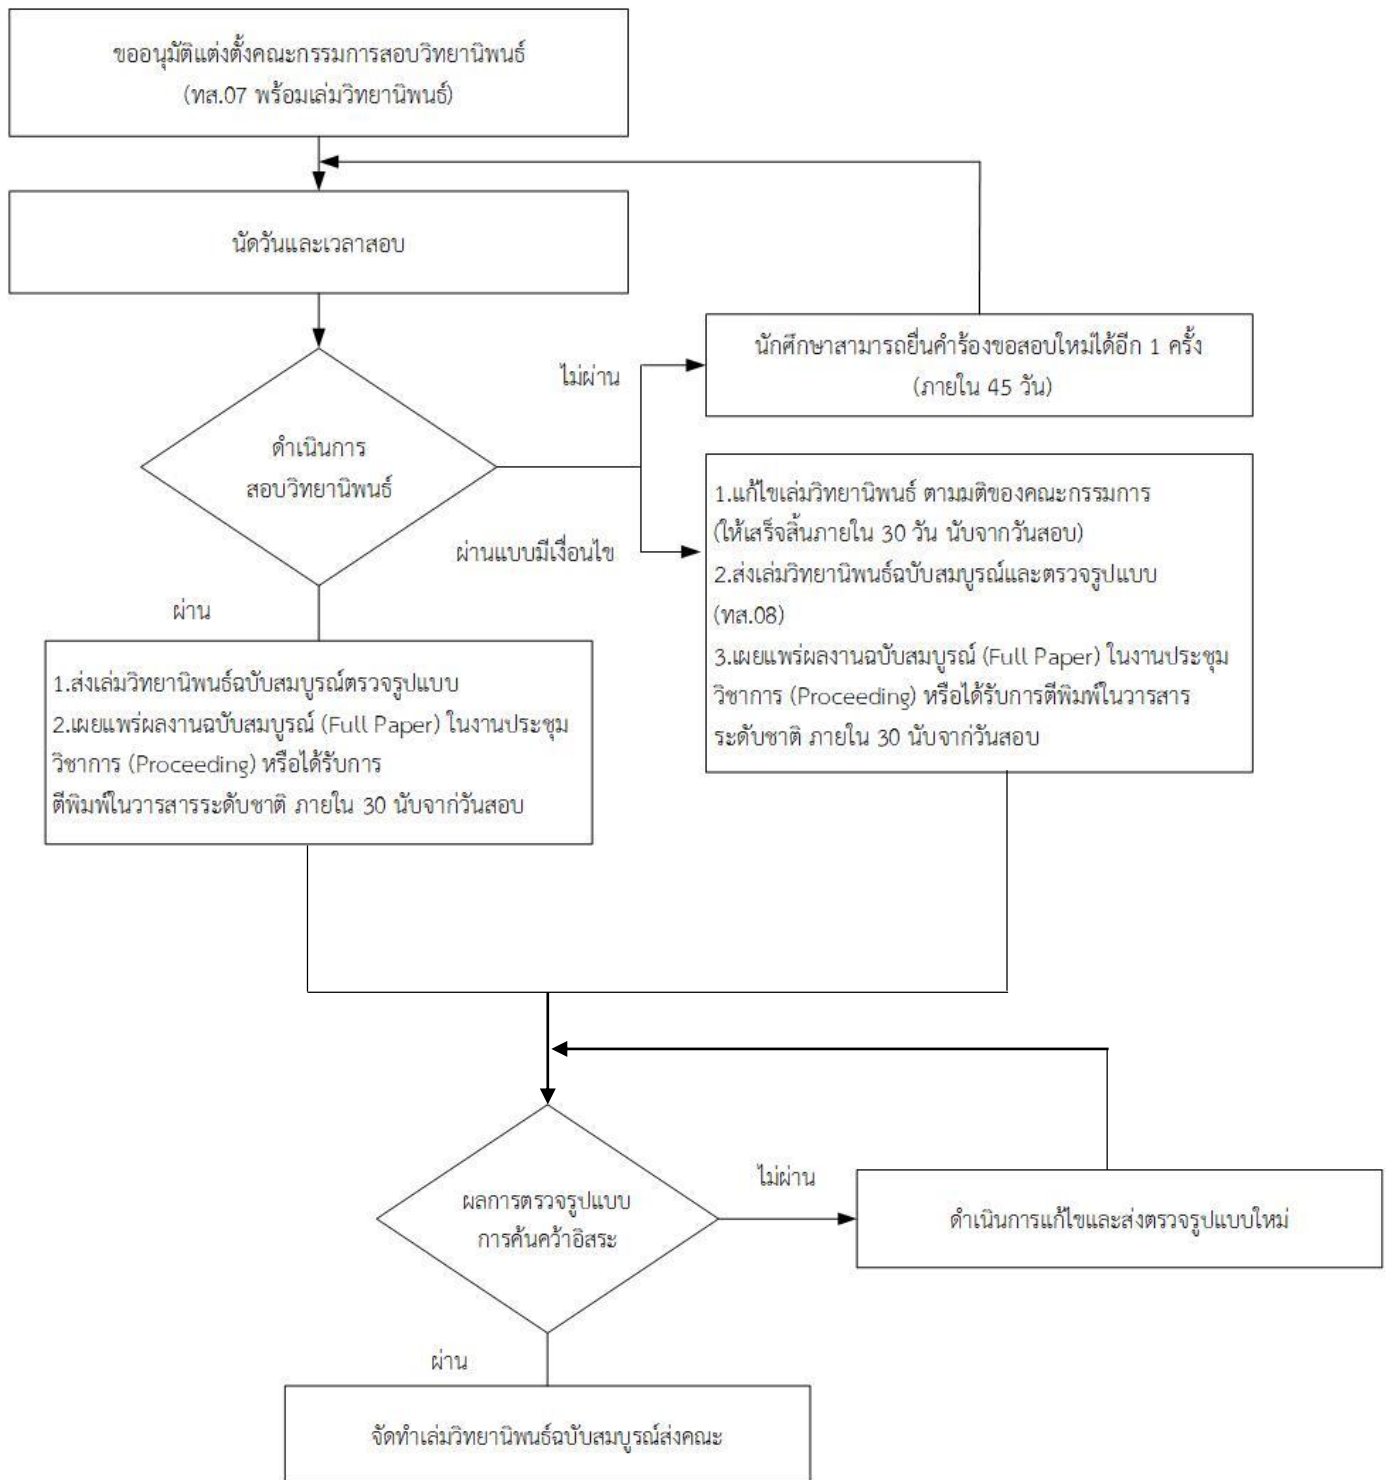 ขออนุมัติแต่งตั้งคณะกรรมการสอบวิทยานิพนธ์
(ทส.07 พร้อมเล่มวิทยานิพนธ์)
นัดวันและเวลาสอบ
ไม่ผ่าน
นักศึกษาสามารถยื่นคำร้องขอสอบใหม่ได้อีก 1 ครั้ง
(ภายใน 45 วัน)
ดำเนินการ
สอบวิทยานิพนธ์
ผ่านแบบมีเงื่อนไข
1.แก้ไขเล่มวิทยานิพนธ์ ตามมติของคณะกรรมการ
(ให้เสร็จสิ้นภายใน 30 วัน นับจากวันสอบ)
2.ส่งเล่มวิทยานิพนธ์ฉบับสมบูรณ์และตรวจรูปแบบ
(ทส.08)
3.เผยแพร่ผลงานฉบับสมบูรณ์ (Full Paper) ในงานประชุม
วิชาการ (Proceeding) หรือได้รับการตีพิมพ์ในวารสาร
ระดับชาติ ภายใน 30 นับจาก่วันสอบ
ผ่าน
1.ส่งเล่มวิทยานิพนธ์ฉบับสมบูรณ์ตรวจรูปแบบ
2.เผยแพร่ผลงานฉบับสมบูรณ์ (Full Paper) ในงานประชุม
วิชาการ (Proceeding) หรือได้รับการ
ตีพิมพ์ในวารสารระดับชาติ ภายใน 30 นับจาก่วันสอบ
ผลการตรวจรูปแบบ
การค้นคว้าอิสระ
ไม่ผ่าน
ดำเนินการแก้ไขและส่งตรวจรูปแบบใหม่
ผ่าน
จัดทำเล่มวิทยานิพนธ์ฉบับสมบูรณ์ส่งคณะ